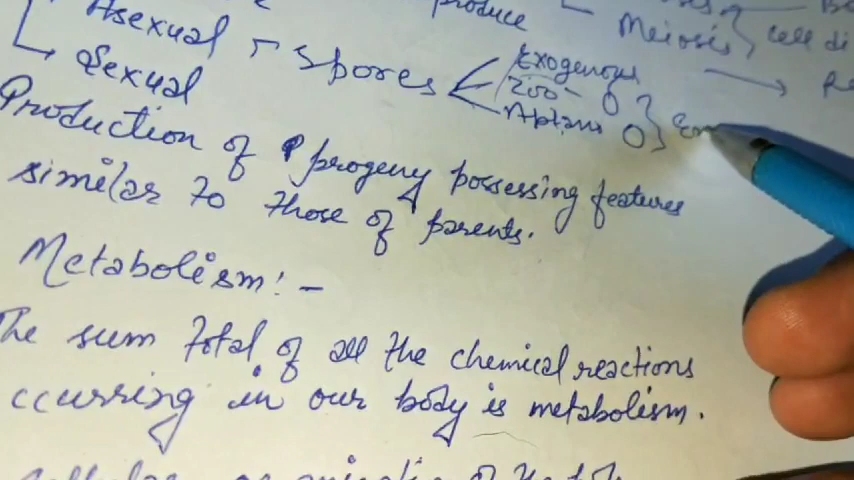 produce
Meiosis } cell di
Asexual Spores Exogenous
Sexual Zoo- O
Aplano O }
Production of progeny possessing features
similar to those of parents.
Metabolism:-
The sum total of all the chemical reactions
ccurring in our body is metabolism.